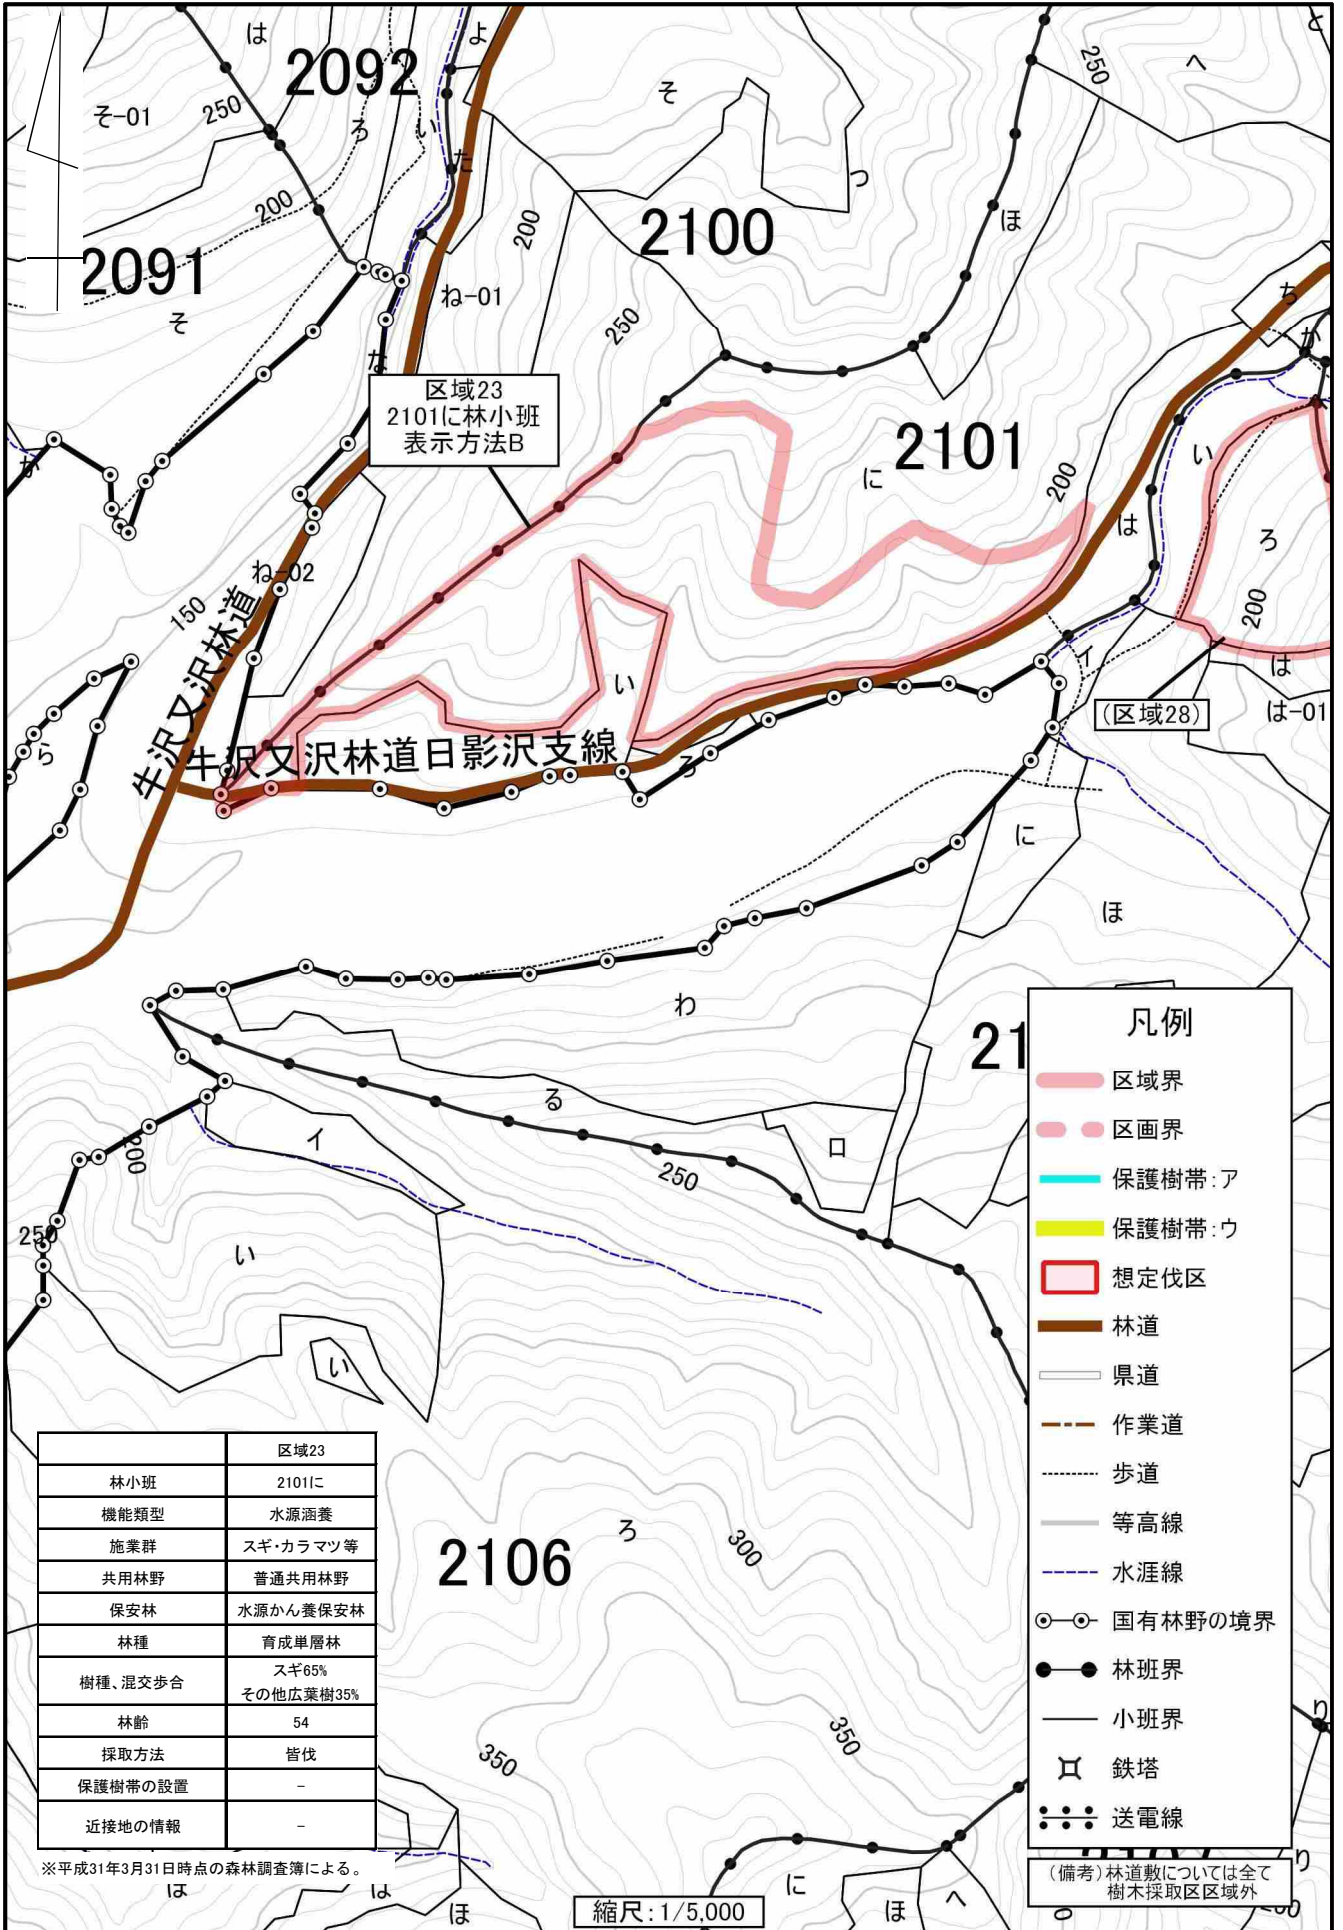 は
2092
よ
と
そ-01
250
ろ
い
そ
250
へ
た
つ
200
200
2100
ほ
2091
そ
ね-01
250
ち
か
な
区域23
2101に林小班
表示方法B
2101
に
200
い
か
は
ろ
ね-02
150
200
牛沢又沢林道
い
イ
は
(区域28)
は-01
ら
牛沢又沢林道日影沢支線
ろ
に
ほ
わ
21
る
イ
ロ
200
250
250
い
い
2106
ろ
300
350
350
り
凡例
区域界
区画界
保護樹帯:ア
保護樹帯:ウ
想定伐区
林道
県道
作業道
歩道
等高線
水涯線
国有林野の境界
林班界
小班界
鉄塔
送電線
区域23
林小班 2101に
機能類型 水源涵養
施業群 スギ・カラマツ等
共用林野 普通共用林野
保安林 水源かん養保安林
林種 育成単層林
樹種、混交歩合 スギ65%
その他広葉樹35%
林齢 54
採取方法 皆伐
保護樹帯の設置 -
近接地の情報 -
※平成31年3月31日時点の森林調査簿による。
(備考)林道敷については全て
樹木採取区区域外
り
ほ
は
ほ
に
ほ
へ
縮尺:1/5,000